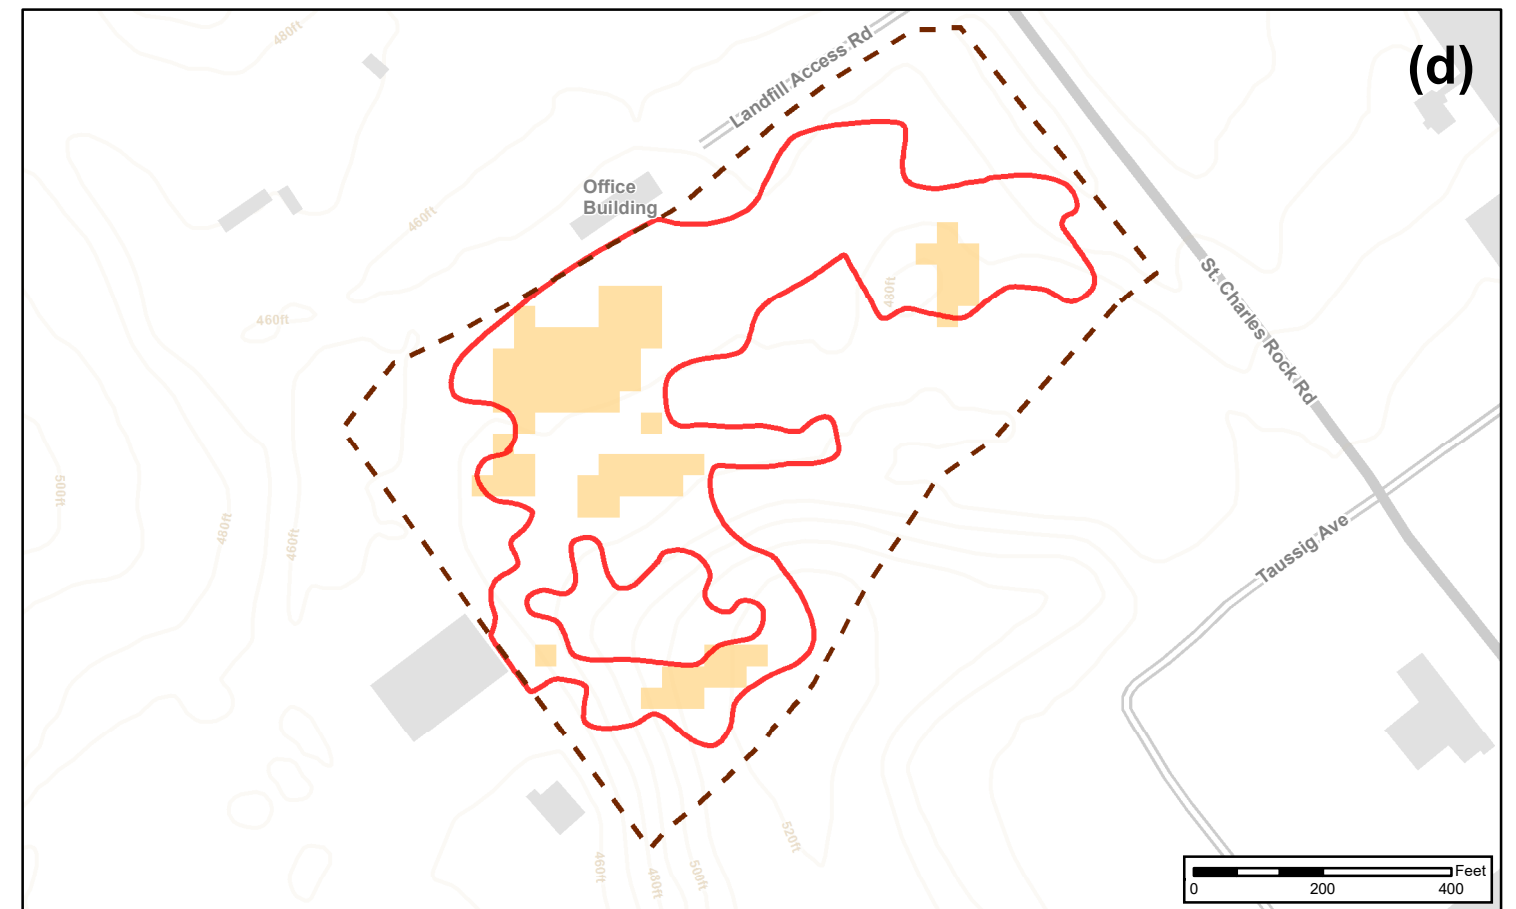 480ft
Landfill Access Rd
(d)
Office
Building
460ft
St. Charles Rock Rd
480ft
460ft
500ft
480ft
460ft
Taussig Ave
520ft
460ft
480ft
500ft
Feet
0 200 400